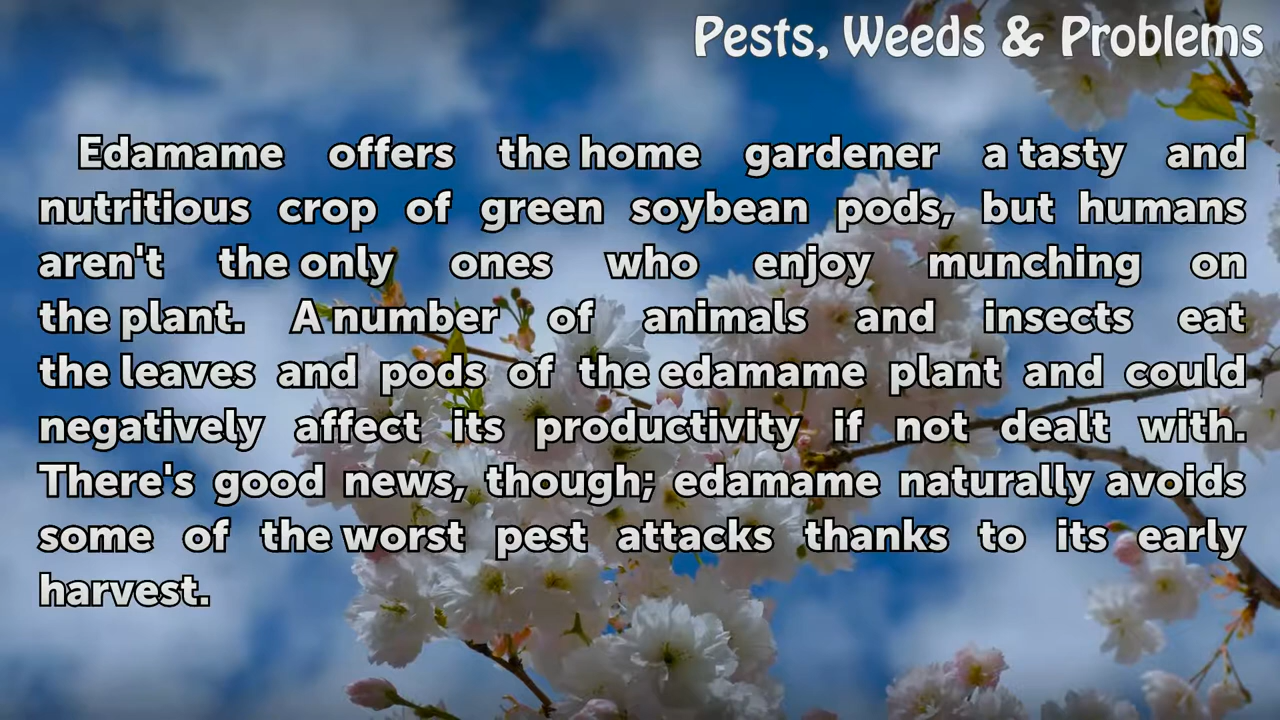 Pests, Weeds & Problems
Edamame offers the home gardener a tasty and
nutritious crop of green soybean pods, but humans
aren't the only ones who enjoy munching on
the plant. A number of animals and insects eat
the leaves and pods of the edamame plant and could
negatively affect its productivity if not dealt with.
There's good news, though; edamame naturally avoids
some of the worst pest attacks thanks to its early
harvest.